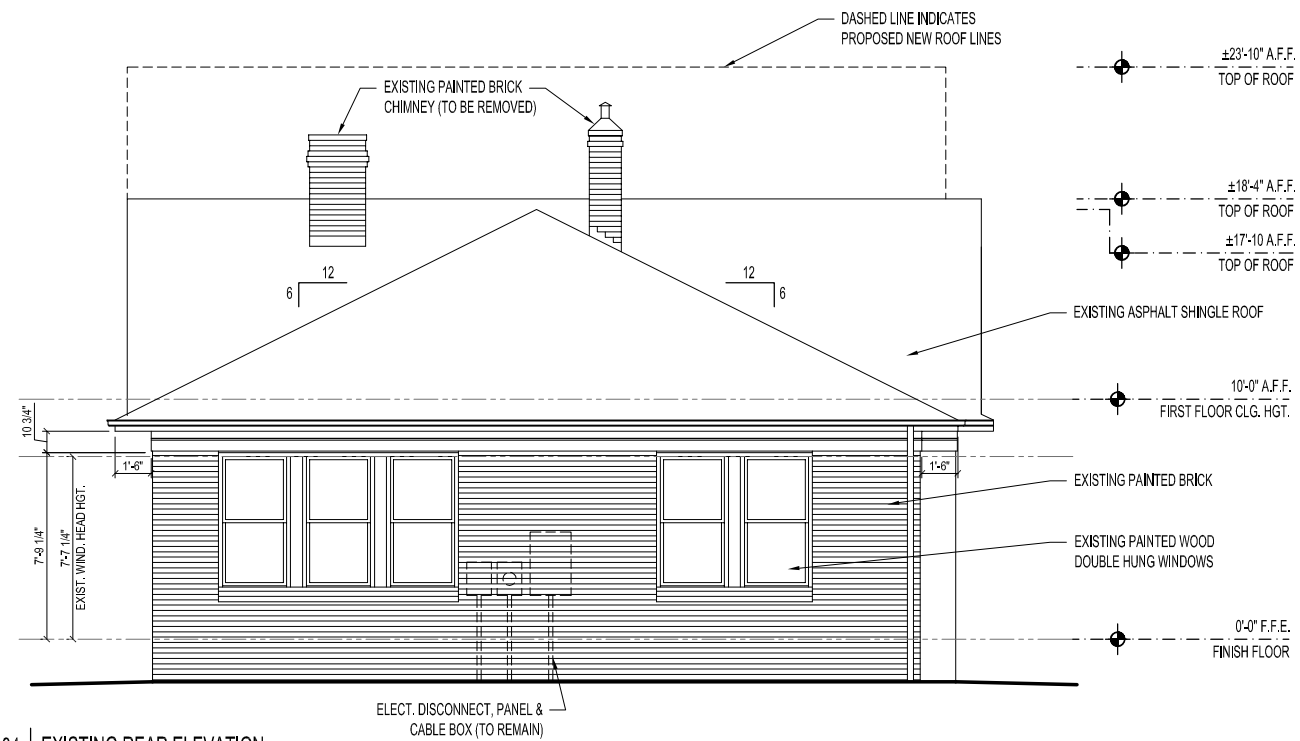 DASHED LINE INDICATES
PROPOSED NEW ROOF LINES
±23'-10" A.F.F.
TOP OF ROOF
EXISTING PAINTED BRICK
CHIMNEY (TO BE REMOVED)
±18'-4" A.F.F.
TOP OF ROOF
±17'-10 A.F.F.
TOP OF ROOF
12
6
12
6
EXISTING ASPHALT SHINGLE ROOF
10'-0" A.F.F.
FIRST FLOOR CLG. HGT.
10 3/4"
1'-6"
1'-6"
EXISTING PAINTED BRICK
7'-9 1/4"
7'-7 1/4"
EXIST. WIND. HEAD HGT.
EXISTING PAINTED WOOD
DOUBLE HUNG WINDOWS
0'-0" F.F.E.
FINISH FLOOR
ELECT. DISCONNECT, PANEL &
CABLE BOX (TO REMAIN)
EXISTING REAR ELEVATION